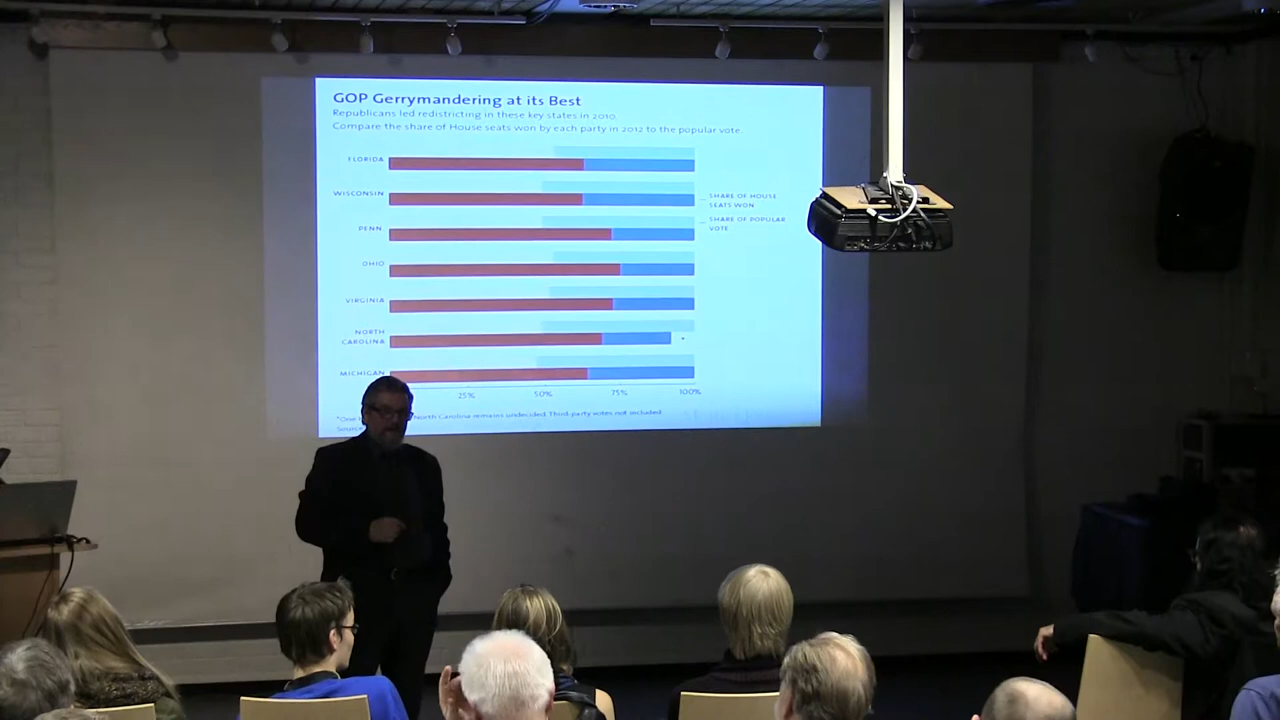 GOP Gerrymandering at its Best
Republicans led redistricting in these key states in 2010.
Compare the share of House seats won by each party in 2012 to the popular vote.
FLORIDA
WISCONSIN
SHARE OF HOUSE
SEATS WON
SHARE OF POPULAR
VOTE
PENN.
OHIO
VIRGINIA
NORTH
CAROLINA
*
MICHIGAN
25% 50% 75% 100%
*One North Carolina remains undecided. Third-party votes not included
Source